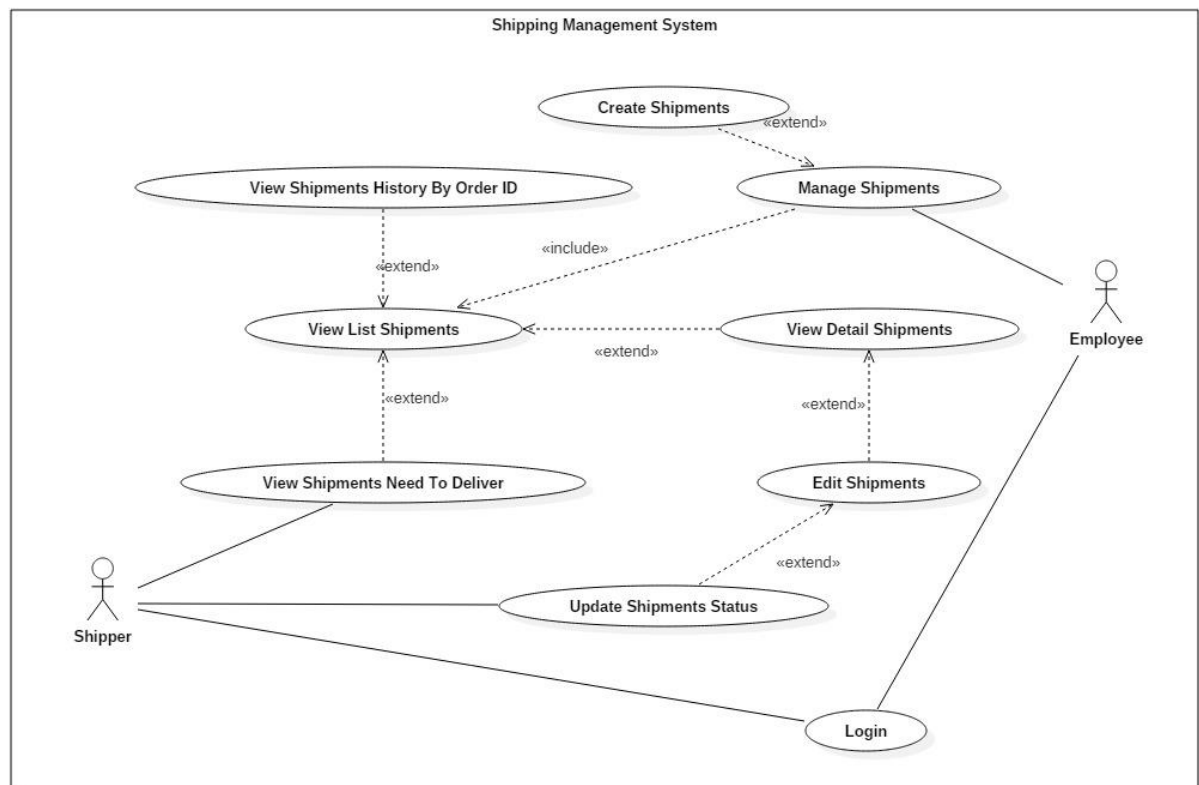 Shipping Management System
Create Shipments
«extend»
View Shipments History By Order ID
Manage Shipments
«include»
«extend»
View List Shipments
View Detail Shipments
Employee
«extend»
«extend»
«extend»
View Shipments Need To Deliver
Edit Shipments
«extend»
Update Shipments Status
Shipper
Login